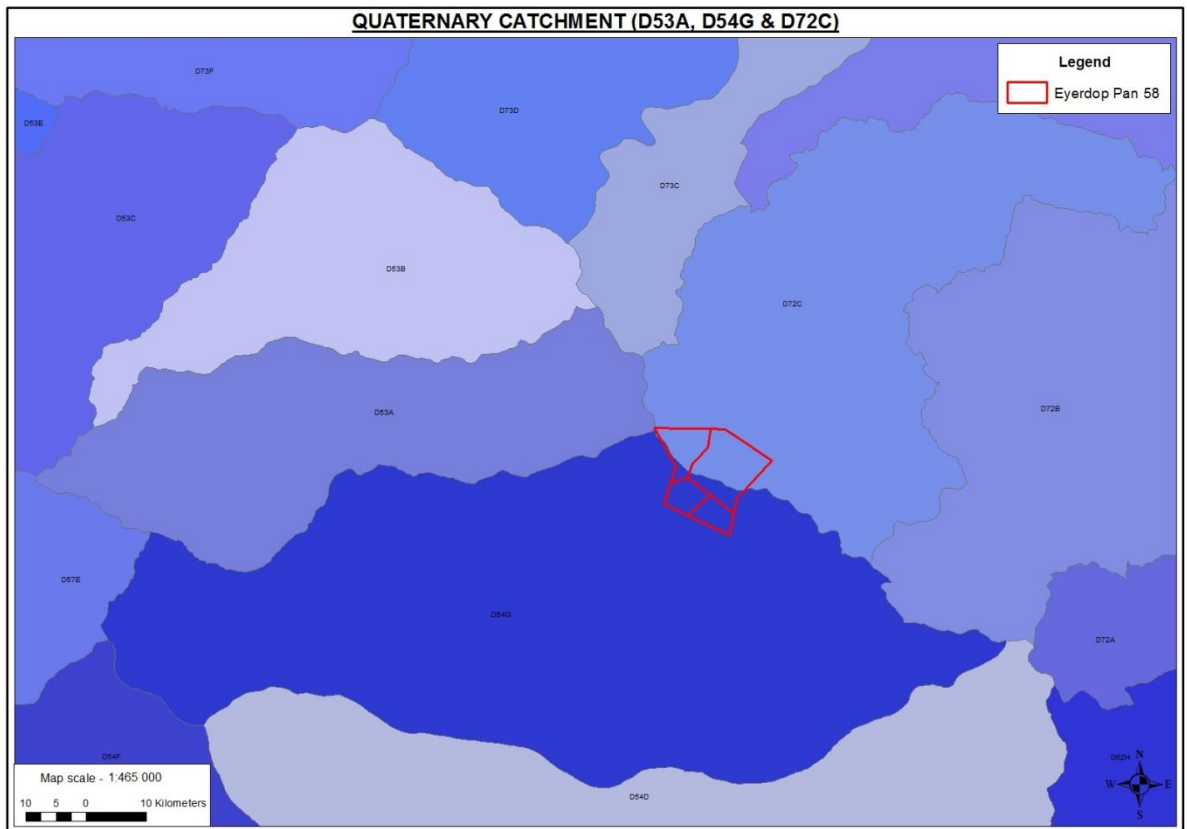 QUATERNARY CATCHMENT (D53A, D54G & D72C)
Legend
Eyerdop Pan 58
D73F
D53E
D73D
D73C
D53C
D53B
D72C
D53A
D72B
D57E
D54G
D72A
D54F
D62H
D54D
N
W E
S
Map scale - 1:465 000
10 5 0 10 Kilometers